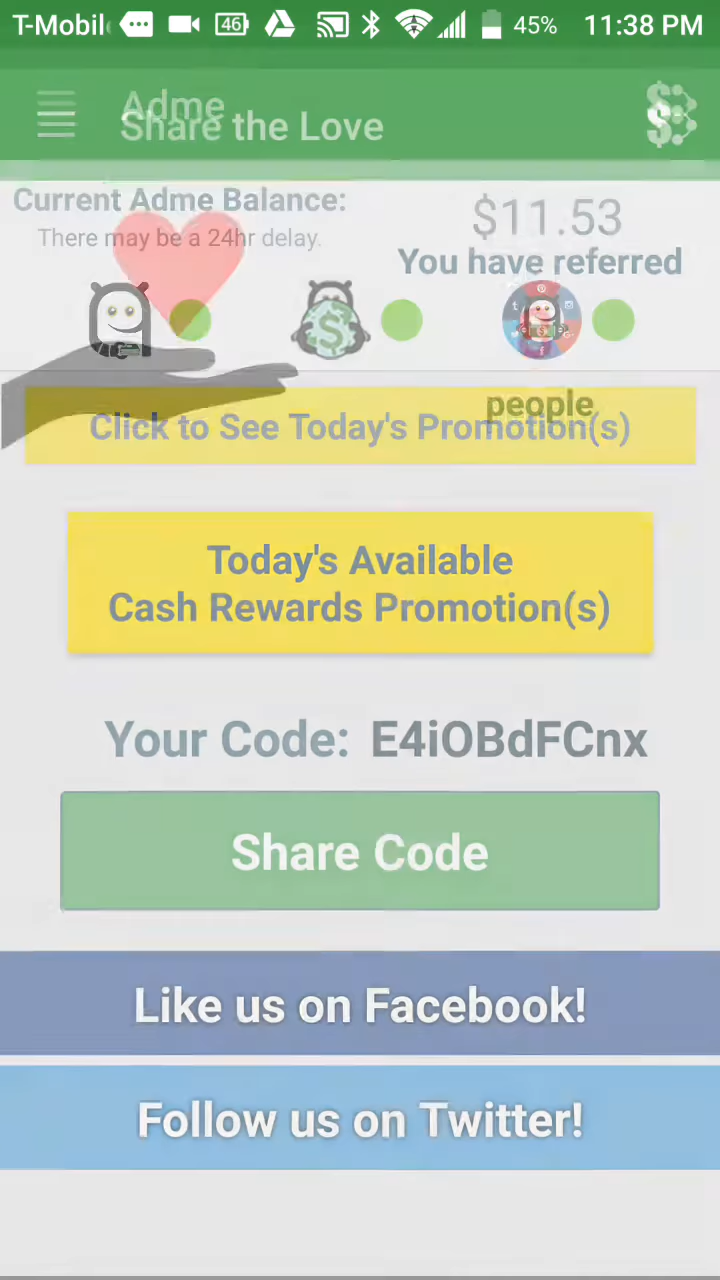 T-Mobil
46
45%
11:38 PM
Adme
Share the Love
Current Adme Balance:
$11.53
There may be a 24hr delay.
You have referred
people
Click to See Today's Promotion(s)
Today's Available
Cash Rewards Promotion(s)
Your Code: E4iOBdFCnx
Share Code
Like us on Facebook!
Follow us on Twitter!